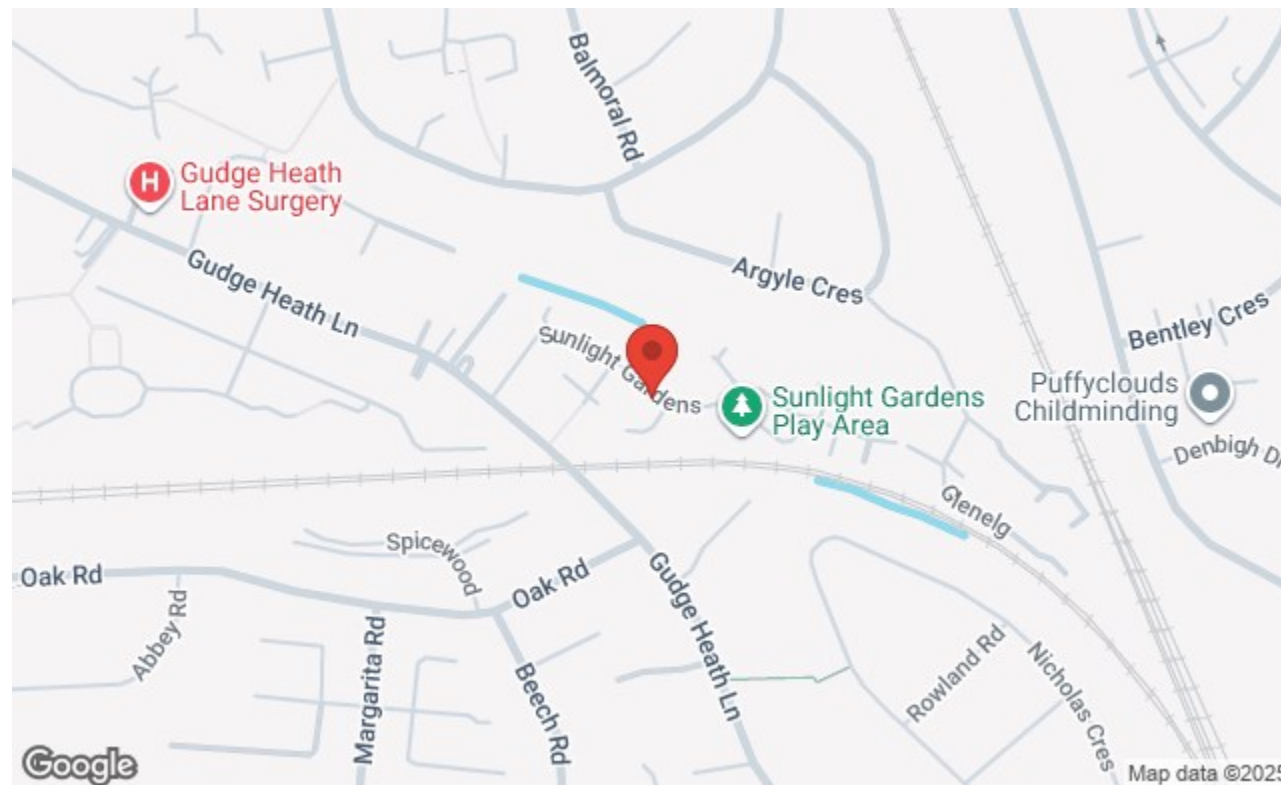 Balmoral Rd
H
Gudge Heath
Lane Surgery
Gudge Heath Ln
Argyle Cres
Sunlight Gardens
Bentley Cres
Sunlight Gardens
Play Area
Puffyclouds
Childminding
Denbigh Dr
Glenelg
Spicewood
Oak Rd
Oak Rd
Gudge Heath Ln
Abbey Rd
Margarita Rd
Beech Rd
Rowland Rd
Nicholas Cres
Google
Map data ©2025